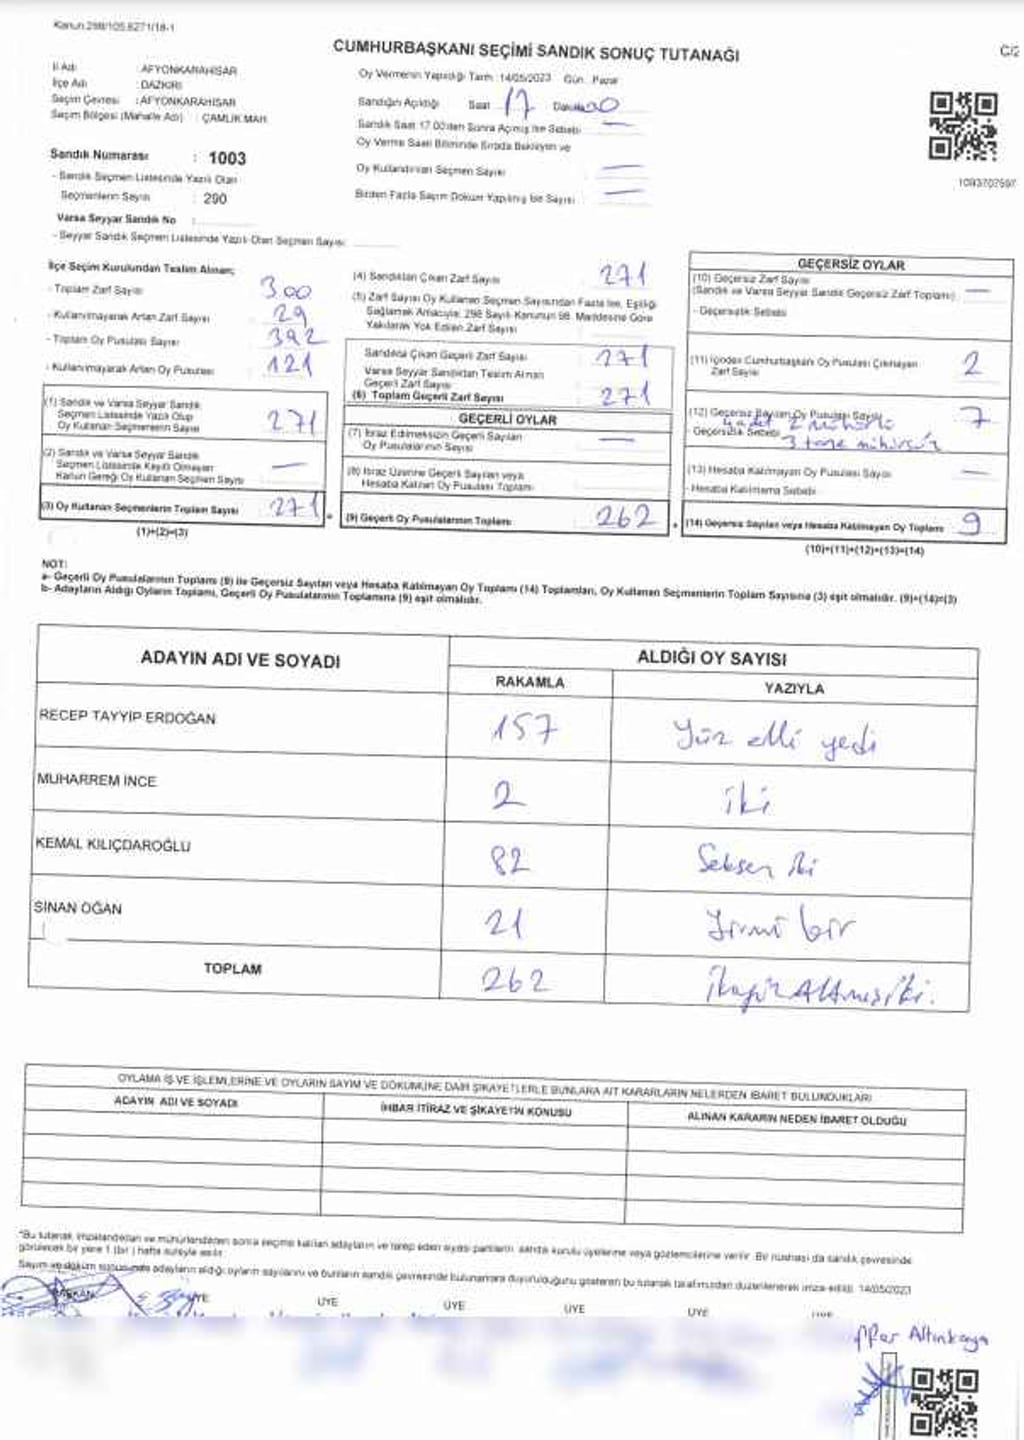 Kanun 298/105,6271/18-1
CUMHURBAŞKANI SEÇİMİ SANDIK SONUÇ TUTANAĞI
C/2
İl Adı : AFYONKARAHİSAR
İlçe Adı : DAZKIRI
Seçim Çevresi : AFYONKARAHİSAR
Seçim Bölgesi (Mahalle Adı) : ÇAMLIK MAH.
Oy Vermenin Yapıldığı Tarih : 14/05/2023 Gün : Pazar
Sandığın Açıldığı Saat 17 Dakika 00
Sandık Saat 17.00'den Sonra Açılmış İse Sebebi —
Oy Verme Saati Bitiminde Sırada Bekleyen ve
Oy Kullandırılan Seçmen Sayısı —
Birden Fazla Sayım Döküm Yapılmış İse Sayısı —
1093707597
Sandık Numarası : 1003
- Sandık Seçmen Listesinde Yazılı Olan
Seçmenlerin Sayısı : 290
Varsa Seyyar Sandık No :
- Seyyar Sandık Seçmen Listesinde Yazılı Olan Seçmen Sayısı:
İlçe Seçim Kurulundan Teslim Alınan;
- Toplam Zarf Sayısı 300
- Kullanılmayarak Artan Zarf Sayısı 29
- Toplam Oy Pusulası Sayısı 392
- Kullanılmayarak Artan Oy Pusulası 121
(1) Sandık ve Varsa Seyyar Sandık
Seçmen Listesinde Yazılı Olup
Oy Kullanan Seçmenlerin Sayısı 271
(2) Sandık ve Varsa Seyyar Sandık
Seçmen Listesinde Kayıtlı Olmayan
Kanun Gereği Oy Kullanan Seçmen Sayısı —
(3) Oy Kullanan Seçmenlerin Toplam Sayısı 271
(1)+(2)=(3)
(4) Sandıktan Çıkan Zarf Sayısı 271
(5) Zarf Sayısı Oy Kullanan Seçmen Sayısından Fazla İse, Eşitliği
Sağlamak Amacıyla; 298 Sayılı Kanunun 98. Maddesine Göre
Yakılarak Yok Edilen Zarf Sayısı
Sandıkta Çıkan Geçerli Zarf Sayısı 271
Varsa Seyyar Sandıktan Teslim Alınan
Geçerli Zarf Sayısı
(6) Toplam Geçerli Zarf Sayısı 271
GEÇERLİ OYLAR
(7) İtiraz Edilmeksizin Geçerli Sayılan
Oy Pusulalarının Sayısı —
(8) İtiraz Üzerine Geçerli Sayılan veya
Hesaba Katılan Oy Pusulası Toplamı
(9) Geçerli Oy Pusulalarının Toplamı 262
GEÇERSİZ OYLAR
(10) Geçersiz Zarf Sayısı
(Sandık ve Varsa Seyyar Sandık Geçersiz Zarf Toplamı) —
- Geçersizlik Sebebi
(11) İçinden Cumhurbaşkanı Oy Pusulası Çıkmayan
Zarf Sayısı 2
(12) Geçersiz Sayılan Oy Pusulası Sayısı 7
4 adet 2 mühürlü
- Geçersizlik Sebebi
3 tane mühürsüz
(13) Hesaba Katılmayan Oy Pusulası Sayısı —
- Hesaba Katılmama Sebebi
(14) Geçersiz Sayılan veya Hesaba Katılmayan Oy Toplamı 9
(10)+(11)+(12)+(13)=(14)
NOT:
a- Geçerli Oy Pusulalarının Toplamı (9) ile Geçersiz Sayılan veya Hesaba Katılmayan Oy Toplamı (14) Toplamları, Oy Kullanan Seçmenlerin Toplam Sayısına (3) eşit olmalıdır. (9)+(14)=(3)
b- Adayların Aldığı Oyların Toplamı, Geçerli Oy Pusulalarının Toplamına (9) eşit olmalıdır.
ADAYIN ADI VE SOYADI
ALDIĞI OY SAYISI
RAKAMLA YAZIYLA
RECEP TAYYİP ERDOĞAN 157 Yüz elli yedi
MUHARREM İNCE 2 iki
KEMAL KILIÇDAROĞLU 82 Seksen iki
SİNAN OĞAN 21 Yirmi bir
TOPLAM 262 İkiyüz Altmış iki.
OYLAMA İŞ VE İŞLEMLERİNE VE OYLARIN SAYIM VE DÖKÜMÜNE DAİR ŞİKAYETLERLE BUNLARA AİT KARARLARIN NELERDEN İBARET BULUNDUKLARI
ADAYIN ADI VE SOYADI İHBAR İTİRAZ VE ŞİKAYETİN KONUSU ALINAN KARARIN NEDEN İBARET OLDUĞU
*Bu tutanak imzalandıktan ve mühürlendikten sonra seçime katılan adayların ve talep eden siyasi partilerin, sandık kurulu üyelerine veya gözlemcilerine verilir. Bir nüshası da sandık çevresinde
görülecek bir yere 1 (bir) hafta süreyle asılır.
Sayım ve döküm sonucunda adayların aldığı oyların sayılarını ve bunların sandık çevresinde bulunanlara duyurulduğunu gösteren bu tutanak tarafımızdan düzenlenerek imza edildi. 14/05/2023
BAŞKAN ÜYE ÜYE ÜYE ÜYE ÜYE ÜYE
Altınkaya